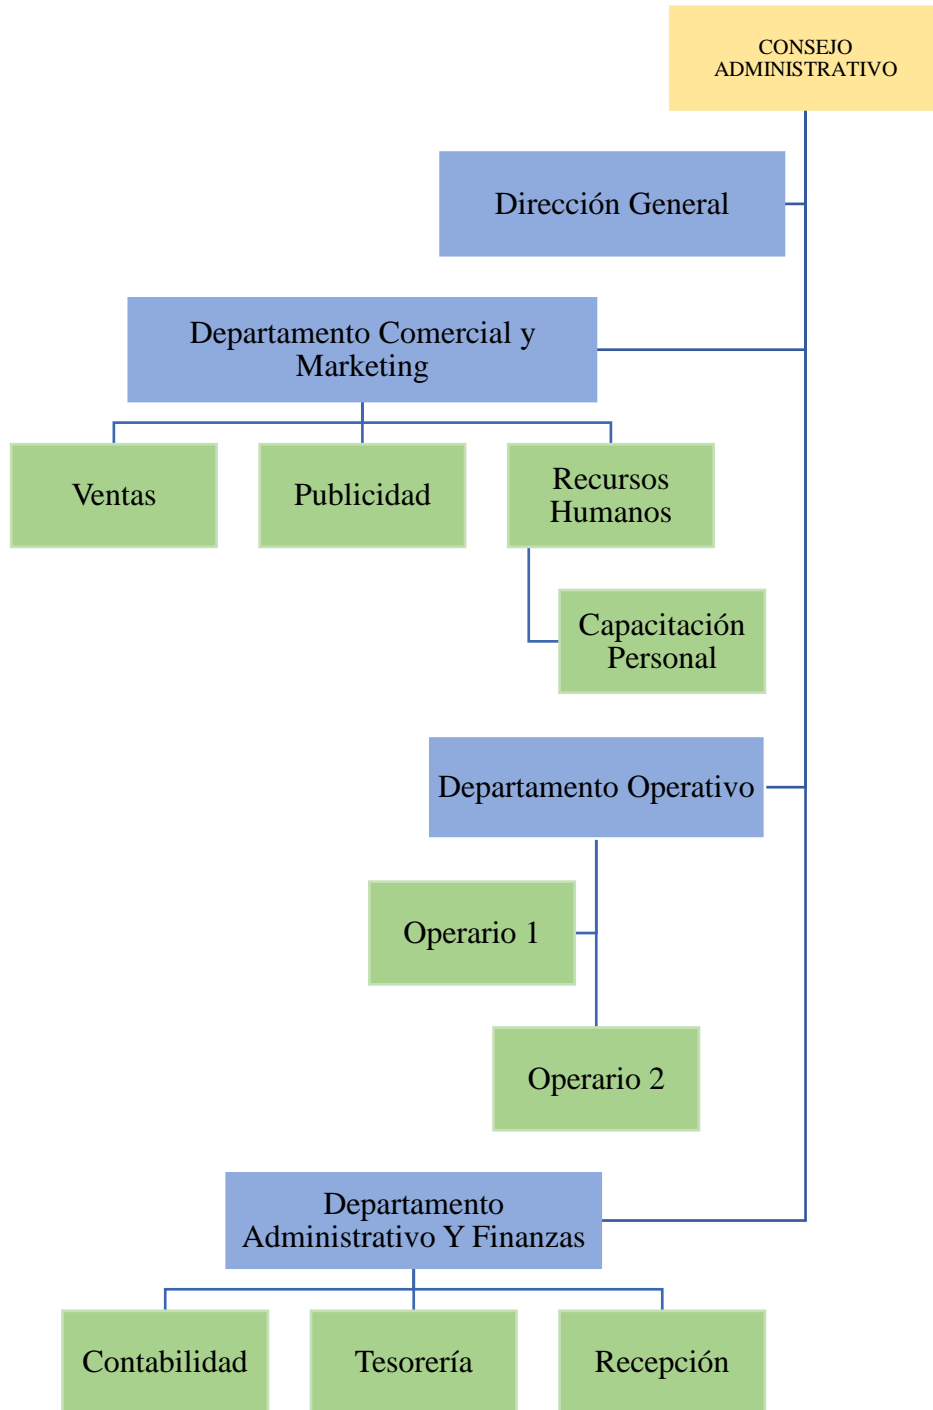 CONSEJO
ADMINISTRATIVO
Dirección General
Departamento Comercial y
Marketing
Ventas
Publicidad
Recursos
Humanos
Capacitación
Personal
Departamento Operativo
Operario 1
Operario 2
Departamento
Administrativo Y Finanzas
Contabilidad
Tesorería
Recepción